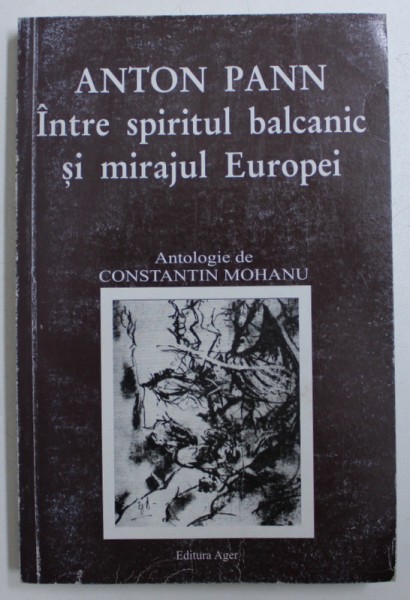 ANTON PANN
Între spiritul balcanic
și mirajul Europei
Antologie de
CONSTANTIN MOHANU
Editura Ager